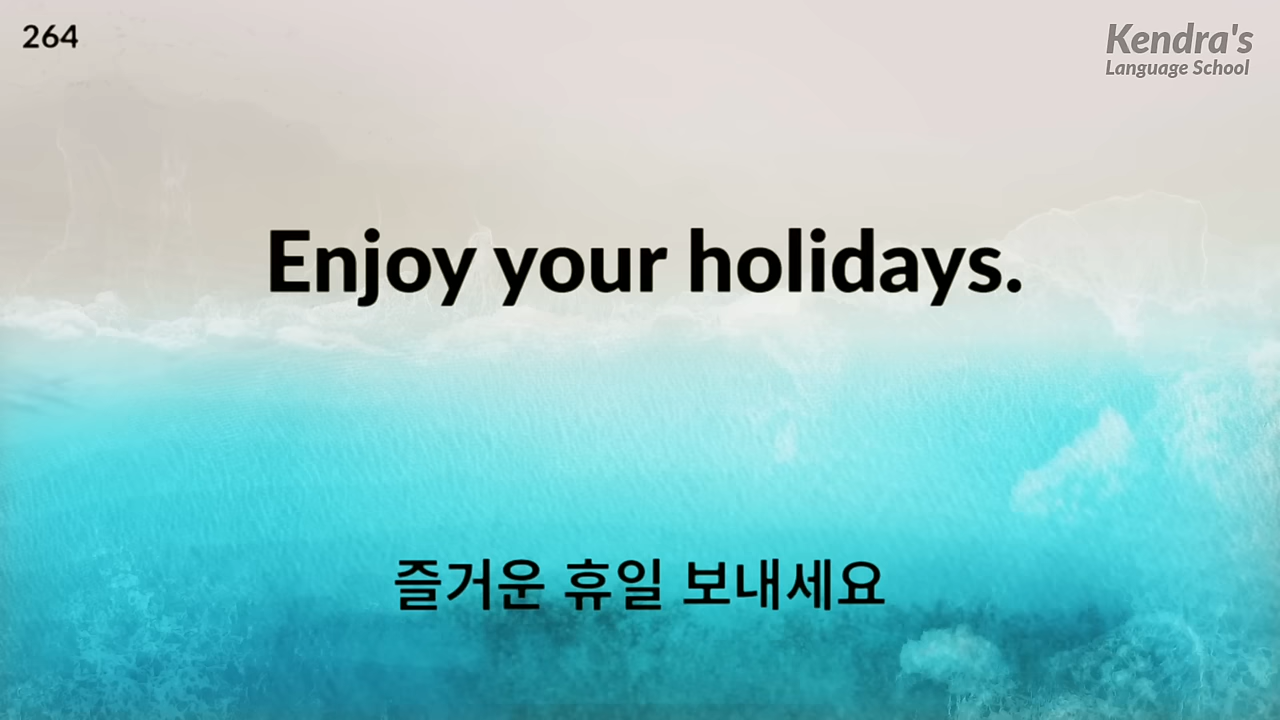 264
Kendra's
Language School
Enjoy your holidays.
즐거운 휴일 보내세요